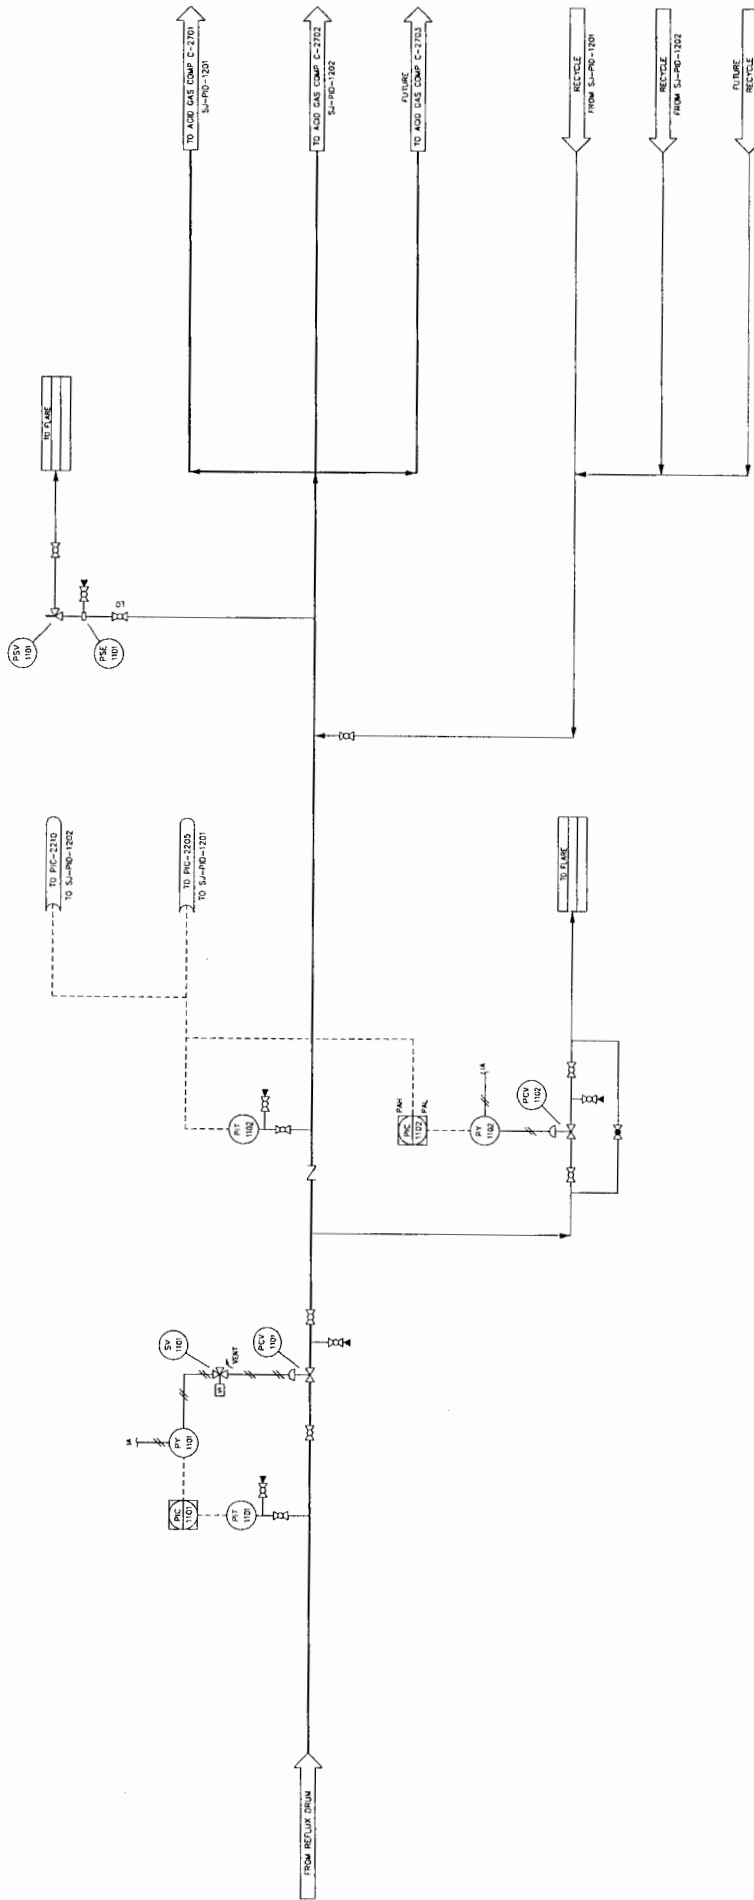 TO ACID GAS COMP C-2701
SJ-PID-1201
TO ACID GAS COMP C-2702
SJ-PID-1202
FUTURE
TO ACID GAS COMP C-2703
RECYCLE
FROM SJ-PID-1201
RECYCLE
FROM SJ-PID-1202
FUTURE
RECYCLE
TO FLARE
PSV
1101
PSE
1101
TO PIC-2210
TO SJ-PID-1202
TO PIC-2205
TO SJ-PID-1201
TO FLARE
PIT
1102
PAH
PIC
1102
PAL
PY
1102
IA
PCV
1102
SV
1101
VENT
PCV
1101
IA
PY
1101
PIC
1101
PIT
1101
FROM REFLUX DRUM